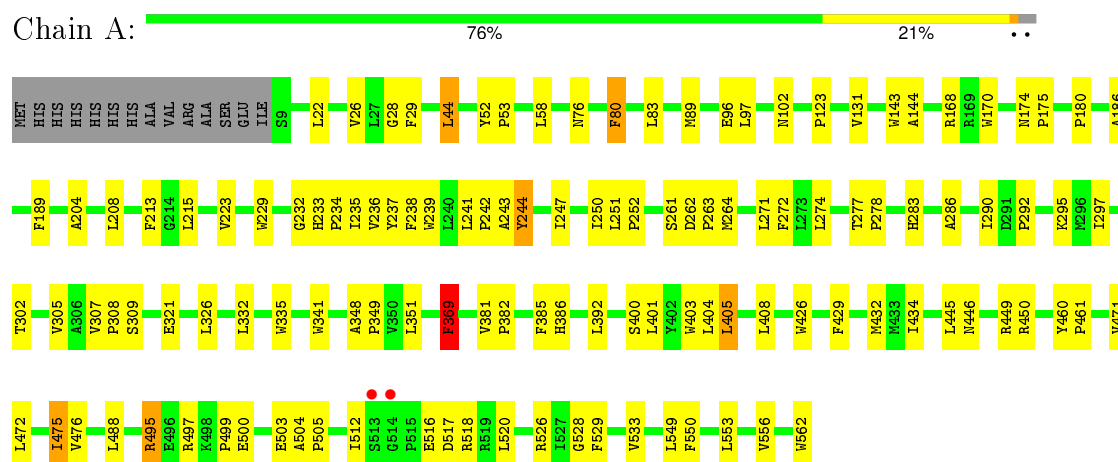 Chain A:
76% 21% • •
MET HIS HIS HIS HIS HIS HIS ALA VAL ARG ALA SER GLU ILE S9 L22 V26 L27 G28 F29 L44 Y52 P53 L58 N76 F80 L83 M89 E96 L97 N102 P123 V131 W143 A144 R168 R169 W170 N174 P175 P180 A186
F189 A204 L208 F213 G214 L215 V223 W229 G232 H233 P234 I235 V236 Y237 F238 W239 L240 L241 P242 A243 Y244 I247 I250 L251 P252 S261 D262 P263 M264 L271 F272 L273 L274 T277 P278 H283 A286 I290 D291 P292 K295 M296 I297
T302 V305 A306 V307 P308 S309 E321 L326 L332 W335 W341 A348 P349 V350 L351 F369 V381 P382 F385 H386 L392 S400 L401 Y402 W403 L404 L405 L408 W426 F429 M432 M433 I434 L445 N446 R449 R450 Y460 P461 V471
L472 I475 V476 L488 R495 E496 R497 K498 P499 E500 E503 A504 P505 I512 S513 G514 P515 E516 D517 R518 R519 L520 R526 I527 G528 F529 V533 L549 F550 L553 V556 W562